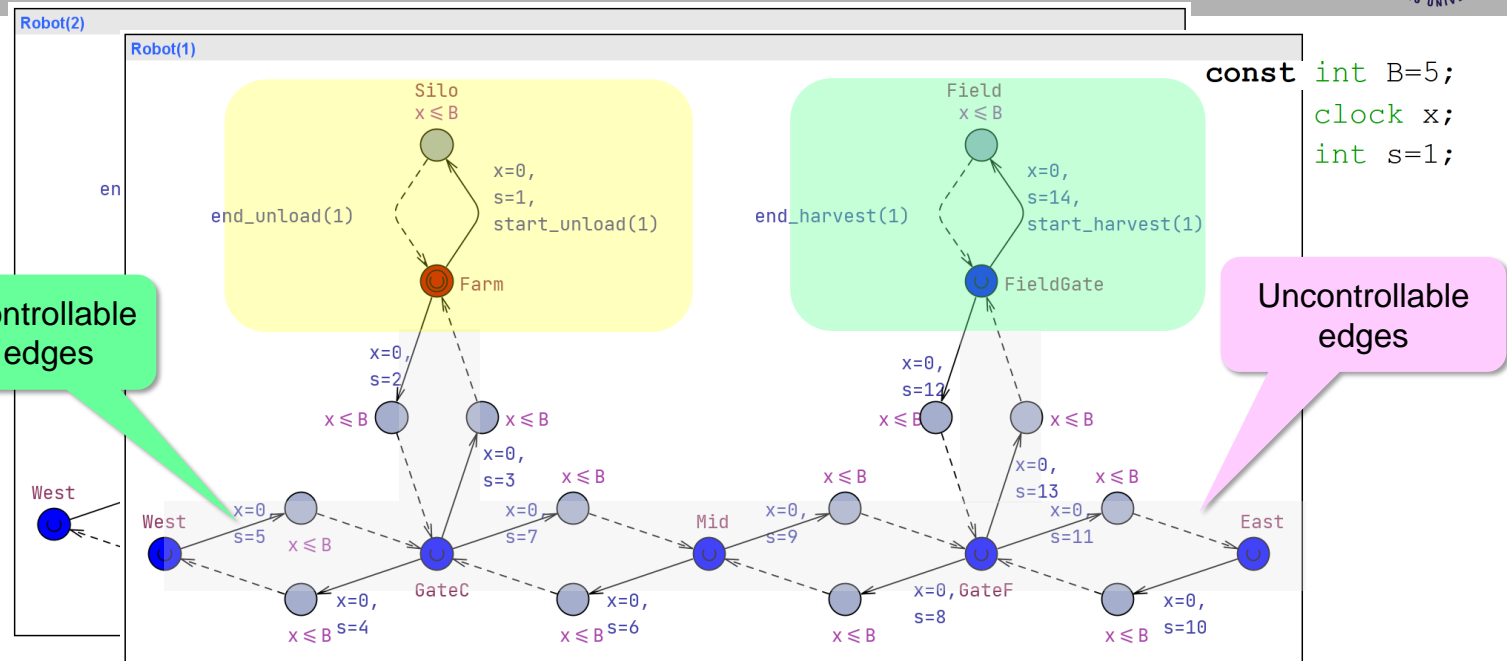 Robot(2)
Robot(1)
const int B=5;
clock x;
int s=1;
Silo
x ⩽ B
Field
x ⩽ B
x=0,
s=1,
start_unload(1)
end_unload(1)
x=0,
s=14,
start_harvest(1)
end_harvest(1)
en
Farm
FieldGate
edges
Uncontrollable
edges
x=0,
s=2
x ⩽ B
x ⩽ B
x=0,
s=3
x=0,
s=12
x ⩽ B
x ⩽ B
x=0,
s=13
West
West
x=0,
s=5
x ⩽ B
x ⩽ B
x=0,
s=7
Mid
x ⩽ B
x=0,
s=9
x ⩽ B
x=0,
s=11
East
GateC
x=0,
s=4
x ⩽ B
x=0,
s=6
x ⩽ B
x=0,
s=8
x ⩽ B
GateF
x=0,
s=10
x ⩽ B